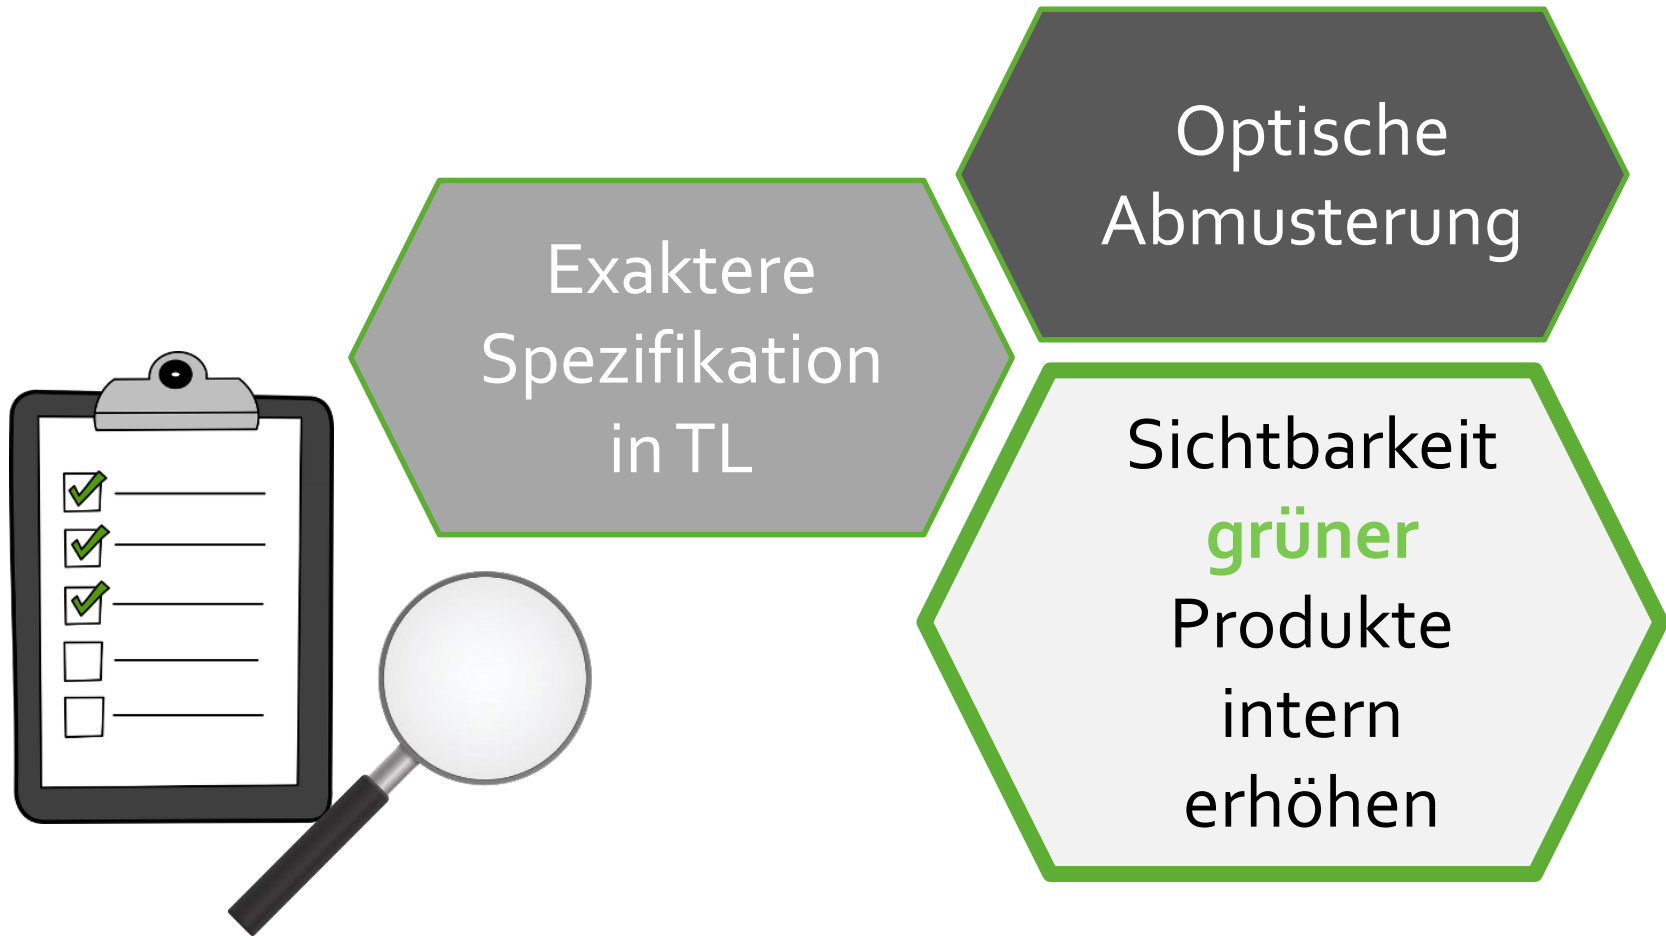 Exaktere
Spezifikation
in TL
Optische
Abmusterung
Sichtbarkeit
grüner
Produkte
intern
erhöhen